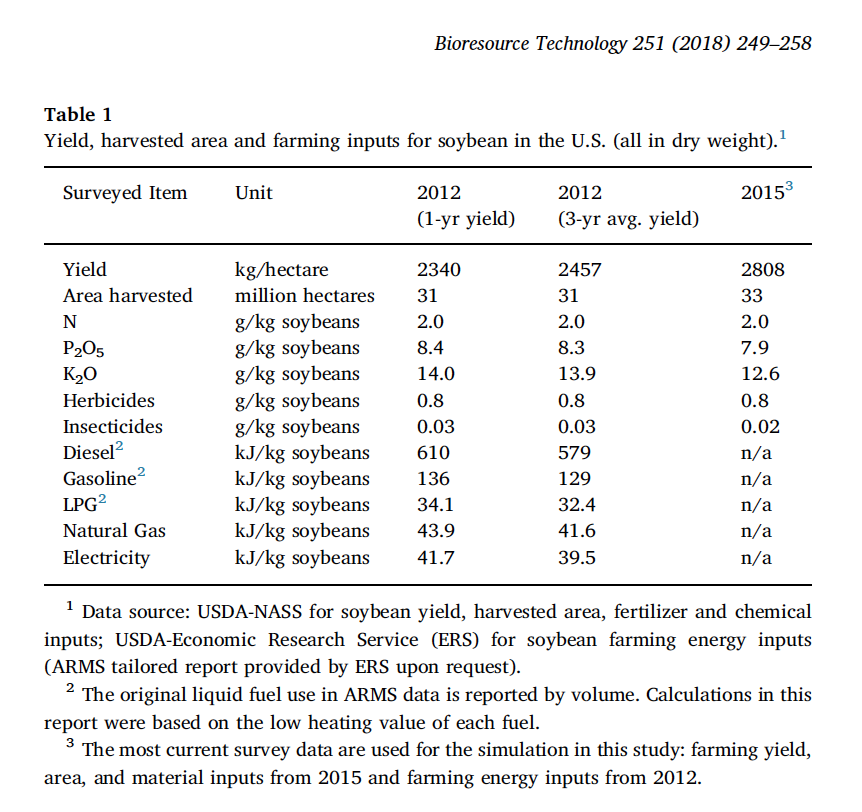 Bioresource Technology 251 (2018) 249–258
Table 1
Yield, harvested area and farming inputs for soybean in the U.S. (all in dry weight).¹
Surveyed Item Unit 2012 2012 2015³
(1-yr yield) (3-yr avg. yield)
Yield kg/hectare 2340 2457 2808
Area harvested million hectares 31 31 33
N g/kg soybeans 2.0 2.0 2.0
P₂O₅ g/kg soybeans 8.4 8.3 7.9
K₂O g/kg soybeans 14.0 13.9 12.6
Herbicides g/kg soybeans 0.8 0.8 0.8
Insecticides g/kg soybeans 0.03 0.03 0.02
Diesel² kJ/kg soybeans 610 579 n/a
Gasoline² kJ/kg soybeans 136 129 n/a
LPG² kJ/kg soybeans 34.1 32.4 n/a
Natural Gas kJ/kg soybeans 43.9 41.6 n/a
Electricity kJ/kg soybeans 41.7 39.5 n/a
¹ Data source: USDA-NASS for soybean yield, harvested area, fertilizer and chemical
inputs; USDA-Economic Research Service (ERS) for soybean farming energy inputs
(ARMS tailored report provided by ERS upon request).
² The original liquid fuel use in ARMS data is reported by volume. Calculations in this
report were based on the low heating value of each fuel.
³ The most current survey data are used for the simulation in this study: farming yield,
area, and material inputs from 2015 and farming energy inputs from 2012.